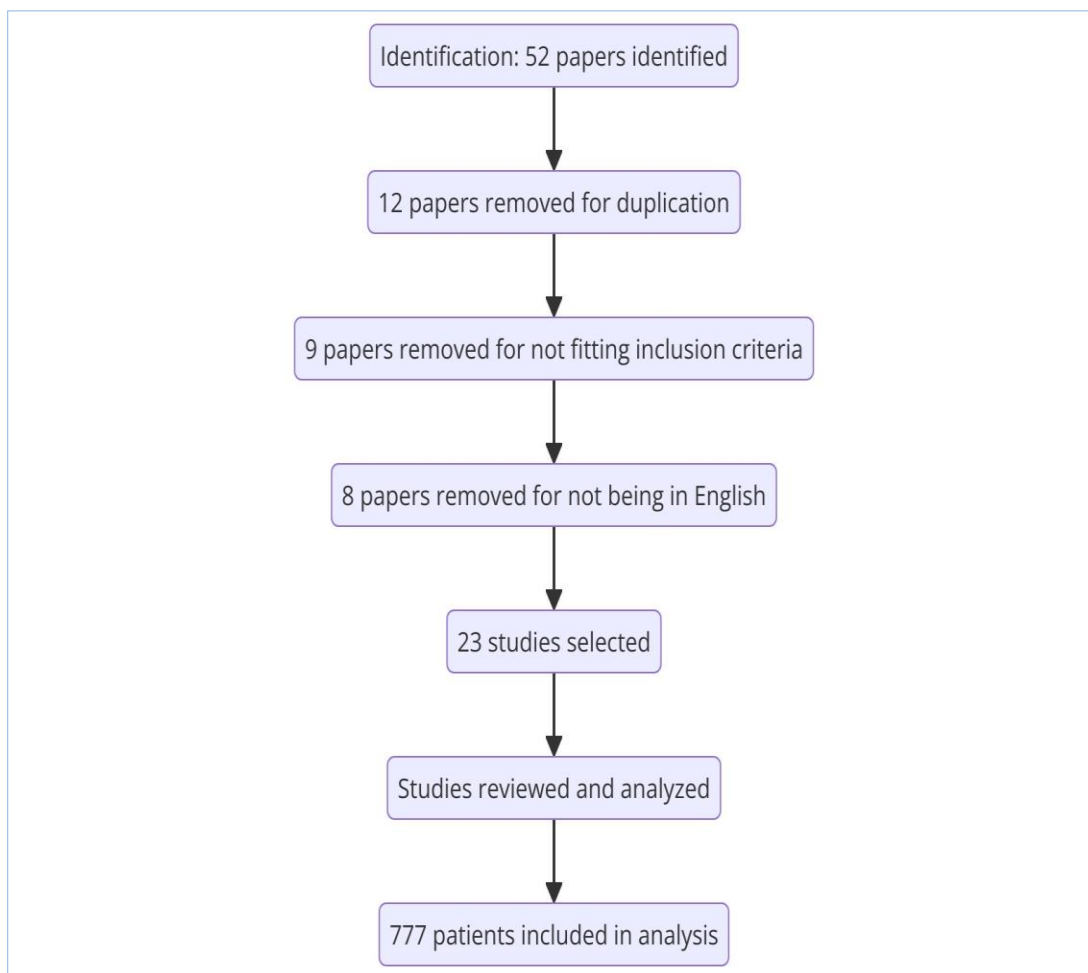 Identification: 52 papers identified
12 papers removed for duplication
9 papers removed for not fitting inclusion criteria
8 papers removed for not being in English
23 studies selected
Studies reviewed and analyzed
777 patients included in analysis